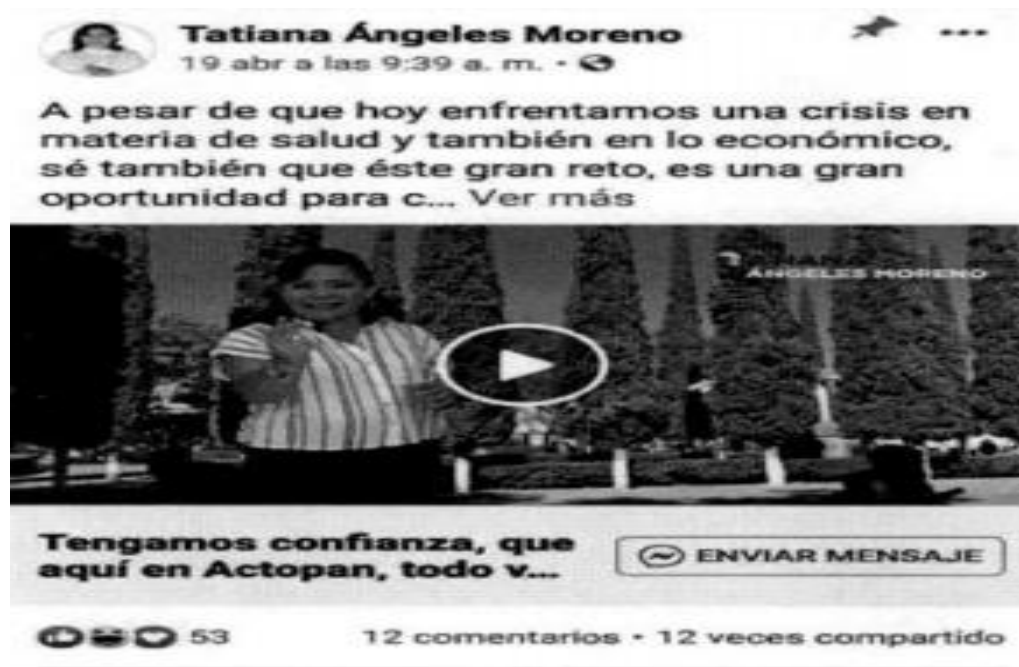 Tatiana Ángeles Moreno
19 abr a las 9:39 a. m. •
A pesar de que hoy enfrentamos una crisis en
materia de salud y también en lo económico,
sé también que éste gran reto, es una gran
oportunidad para c... Ver más
ÁNGELES MORENO
Tengamos confianza, que
aquí en Actopan, todo v...
ENVIAR MENSAJE
53
12 comentarios • 12 veces compartido